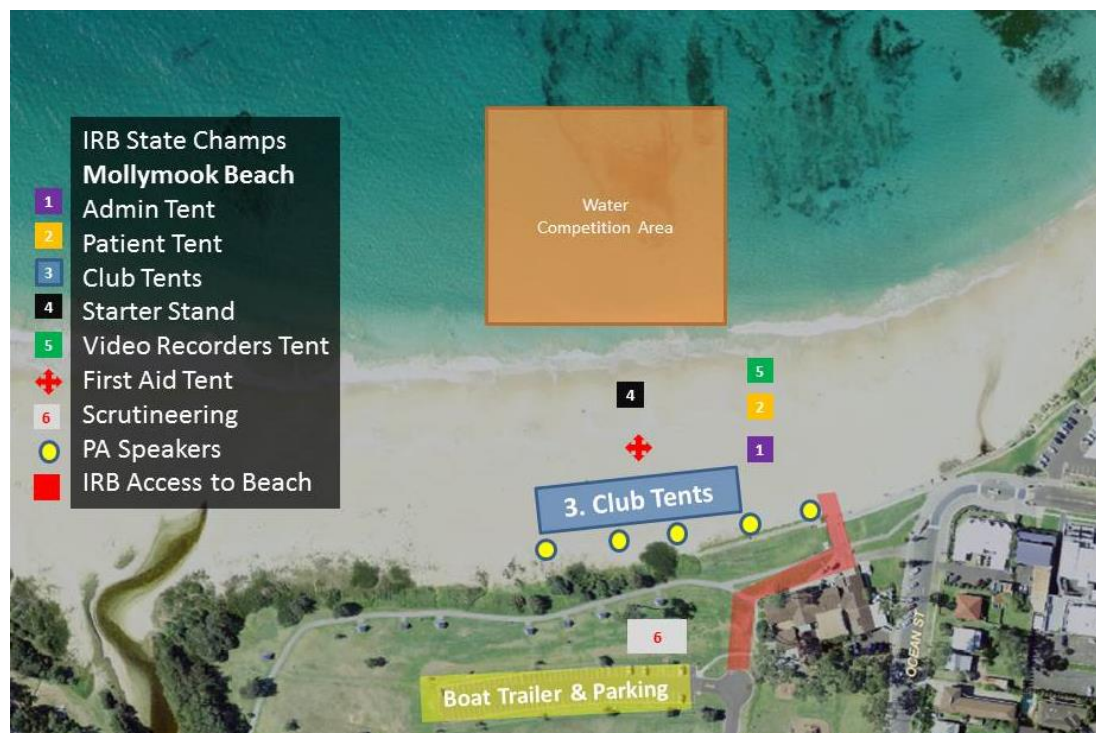 IRB State Champs
Mollymook Beach
1
Admin Tent
2
Patient Tent
3
Club Tents
4
Starter Stand
5
Video Recorders Tent
First Aid Tent
6
Scrutineering
PA Speakers
IRB Access to Beach
Water
Competition Area
5
4
2
1
3. Club Tents
6
Boat Trailer & Parking
OCEAN ST